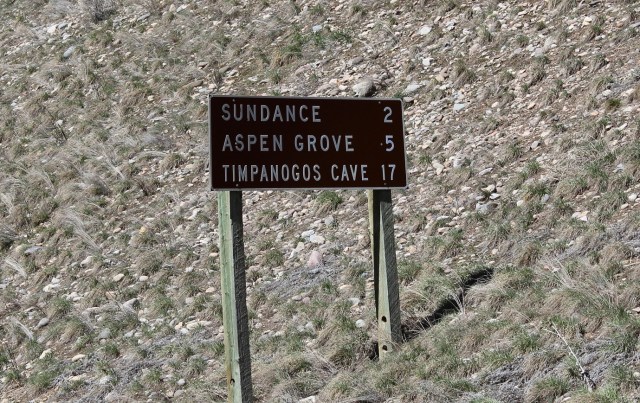 SUNDANCE 2
ASPEN GROVE 5
TIMPANOGOS CAVE 17